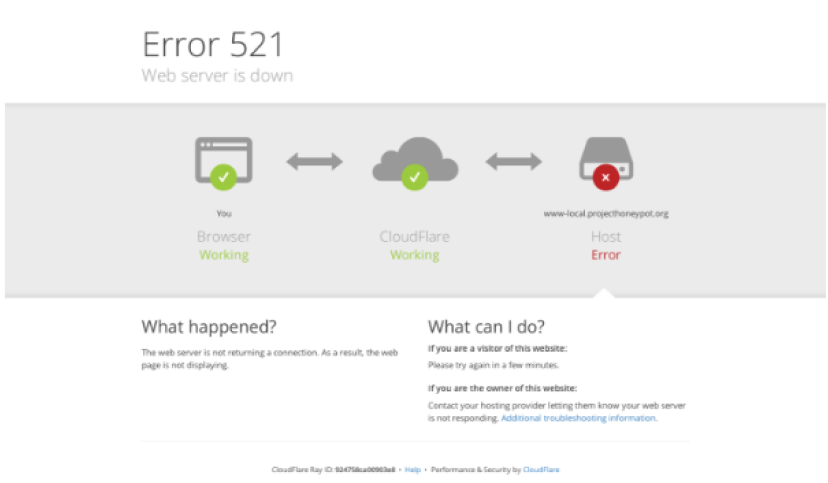 Error 521
Web server is down
You
www-local.projecthoneypot.org
Browser
CloudFlare
Host
Working
Working
Error
What happened?
The web server is not returning a connection. As a result, the web
page is not displaying.
What can I do?
If you are a visitor of this website:
Please try again in a few minutes.
If you are the owner of this website:
Contact your hosting provider letting them know your web server
is not responding. Additional troubleshooting information.
CloudFlare Ray ID: • Help • Performance & Security by CloudFlare